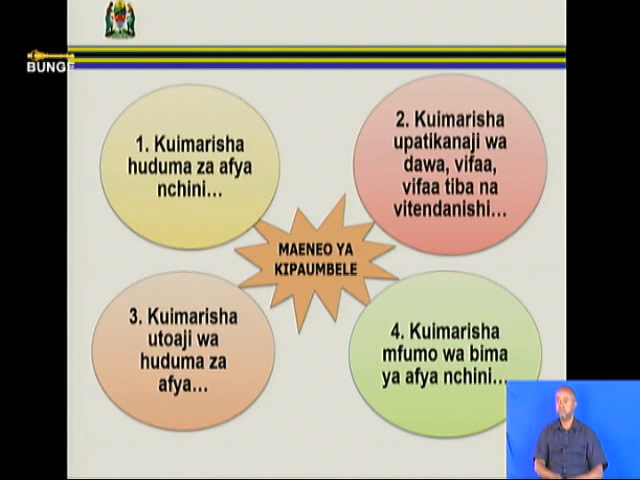 BUNGE
1. Kuimarisha
huduma za afya
nchini...
2. Kuimarisha
upatikanaji wa
dawa, vifaa,
vifaa tiba na
vitendanishi...
MAENEO YA
KIPAUMBELE
3. Kuimarisha
utoaji wa
huduma za
afya...
4. Kuimarisha
mfumo wa bima
ya afya nchini...